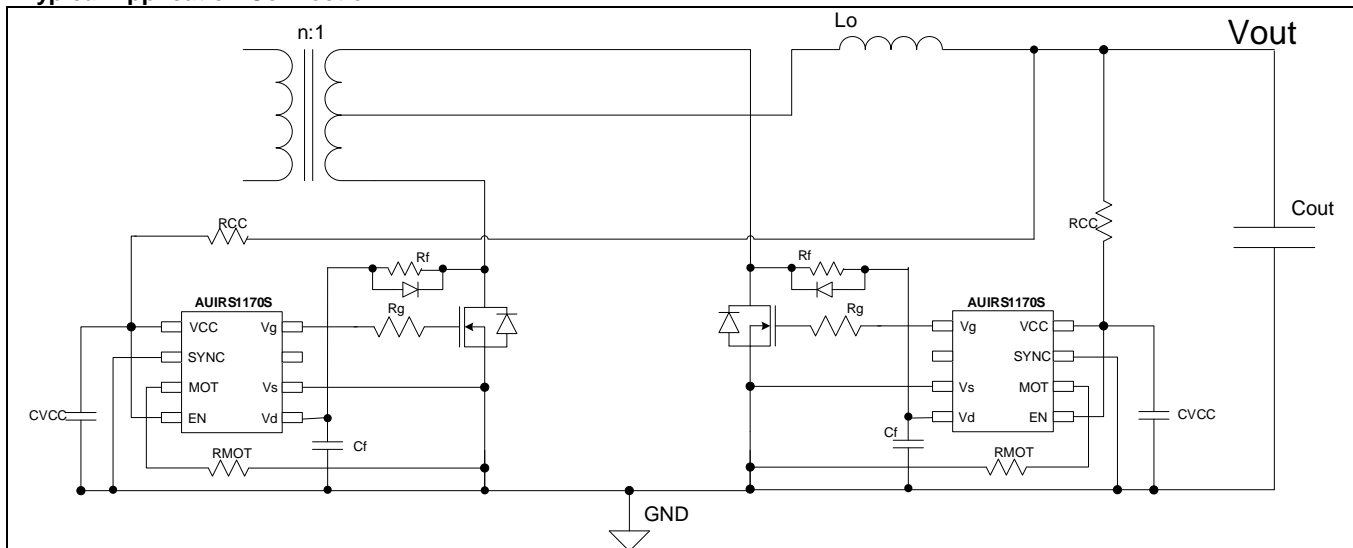 n:1
Lo
Vout
RCC
RCC
Cout
Rf
Rf
AUIRS1170S
Rg
Rg
AUIRS1170S
VCC
Vg
Vg
VCC
SYNC
SYNC
MOT
Vs
Vs
MOT
CVCC
EN
Vd
Vd
EN
CVCC
Cf
Cf
RMOT
RMOT
GND